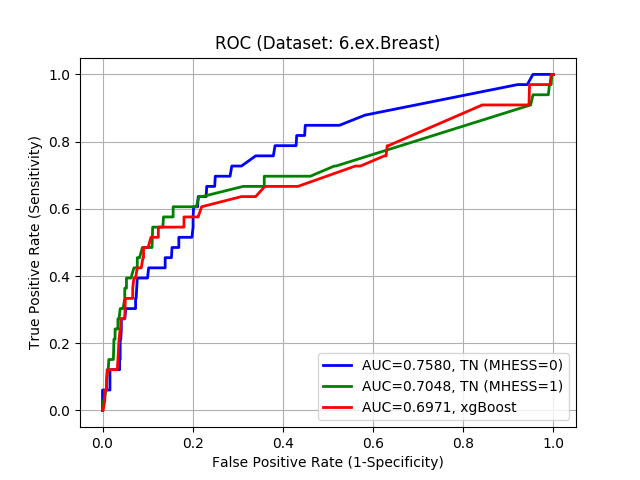 ROC (Dataset: 6.ex.Breast)
True Positive Rate (Sensitivity)
1.0
0.8
0.6
0.4
0.2
0.0
AUC=0.7580, TN (MHESS=0)
AUC=0.7048, TN (MHESS=1)
AUC=0.6971, xgBoost
0.0 0.2 0.4 0.6 0.8 1.0
False Positive Rate (1-Specificity)